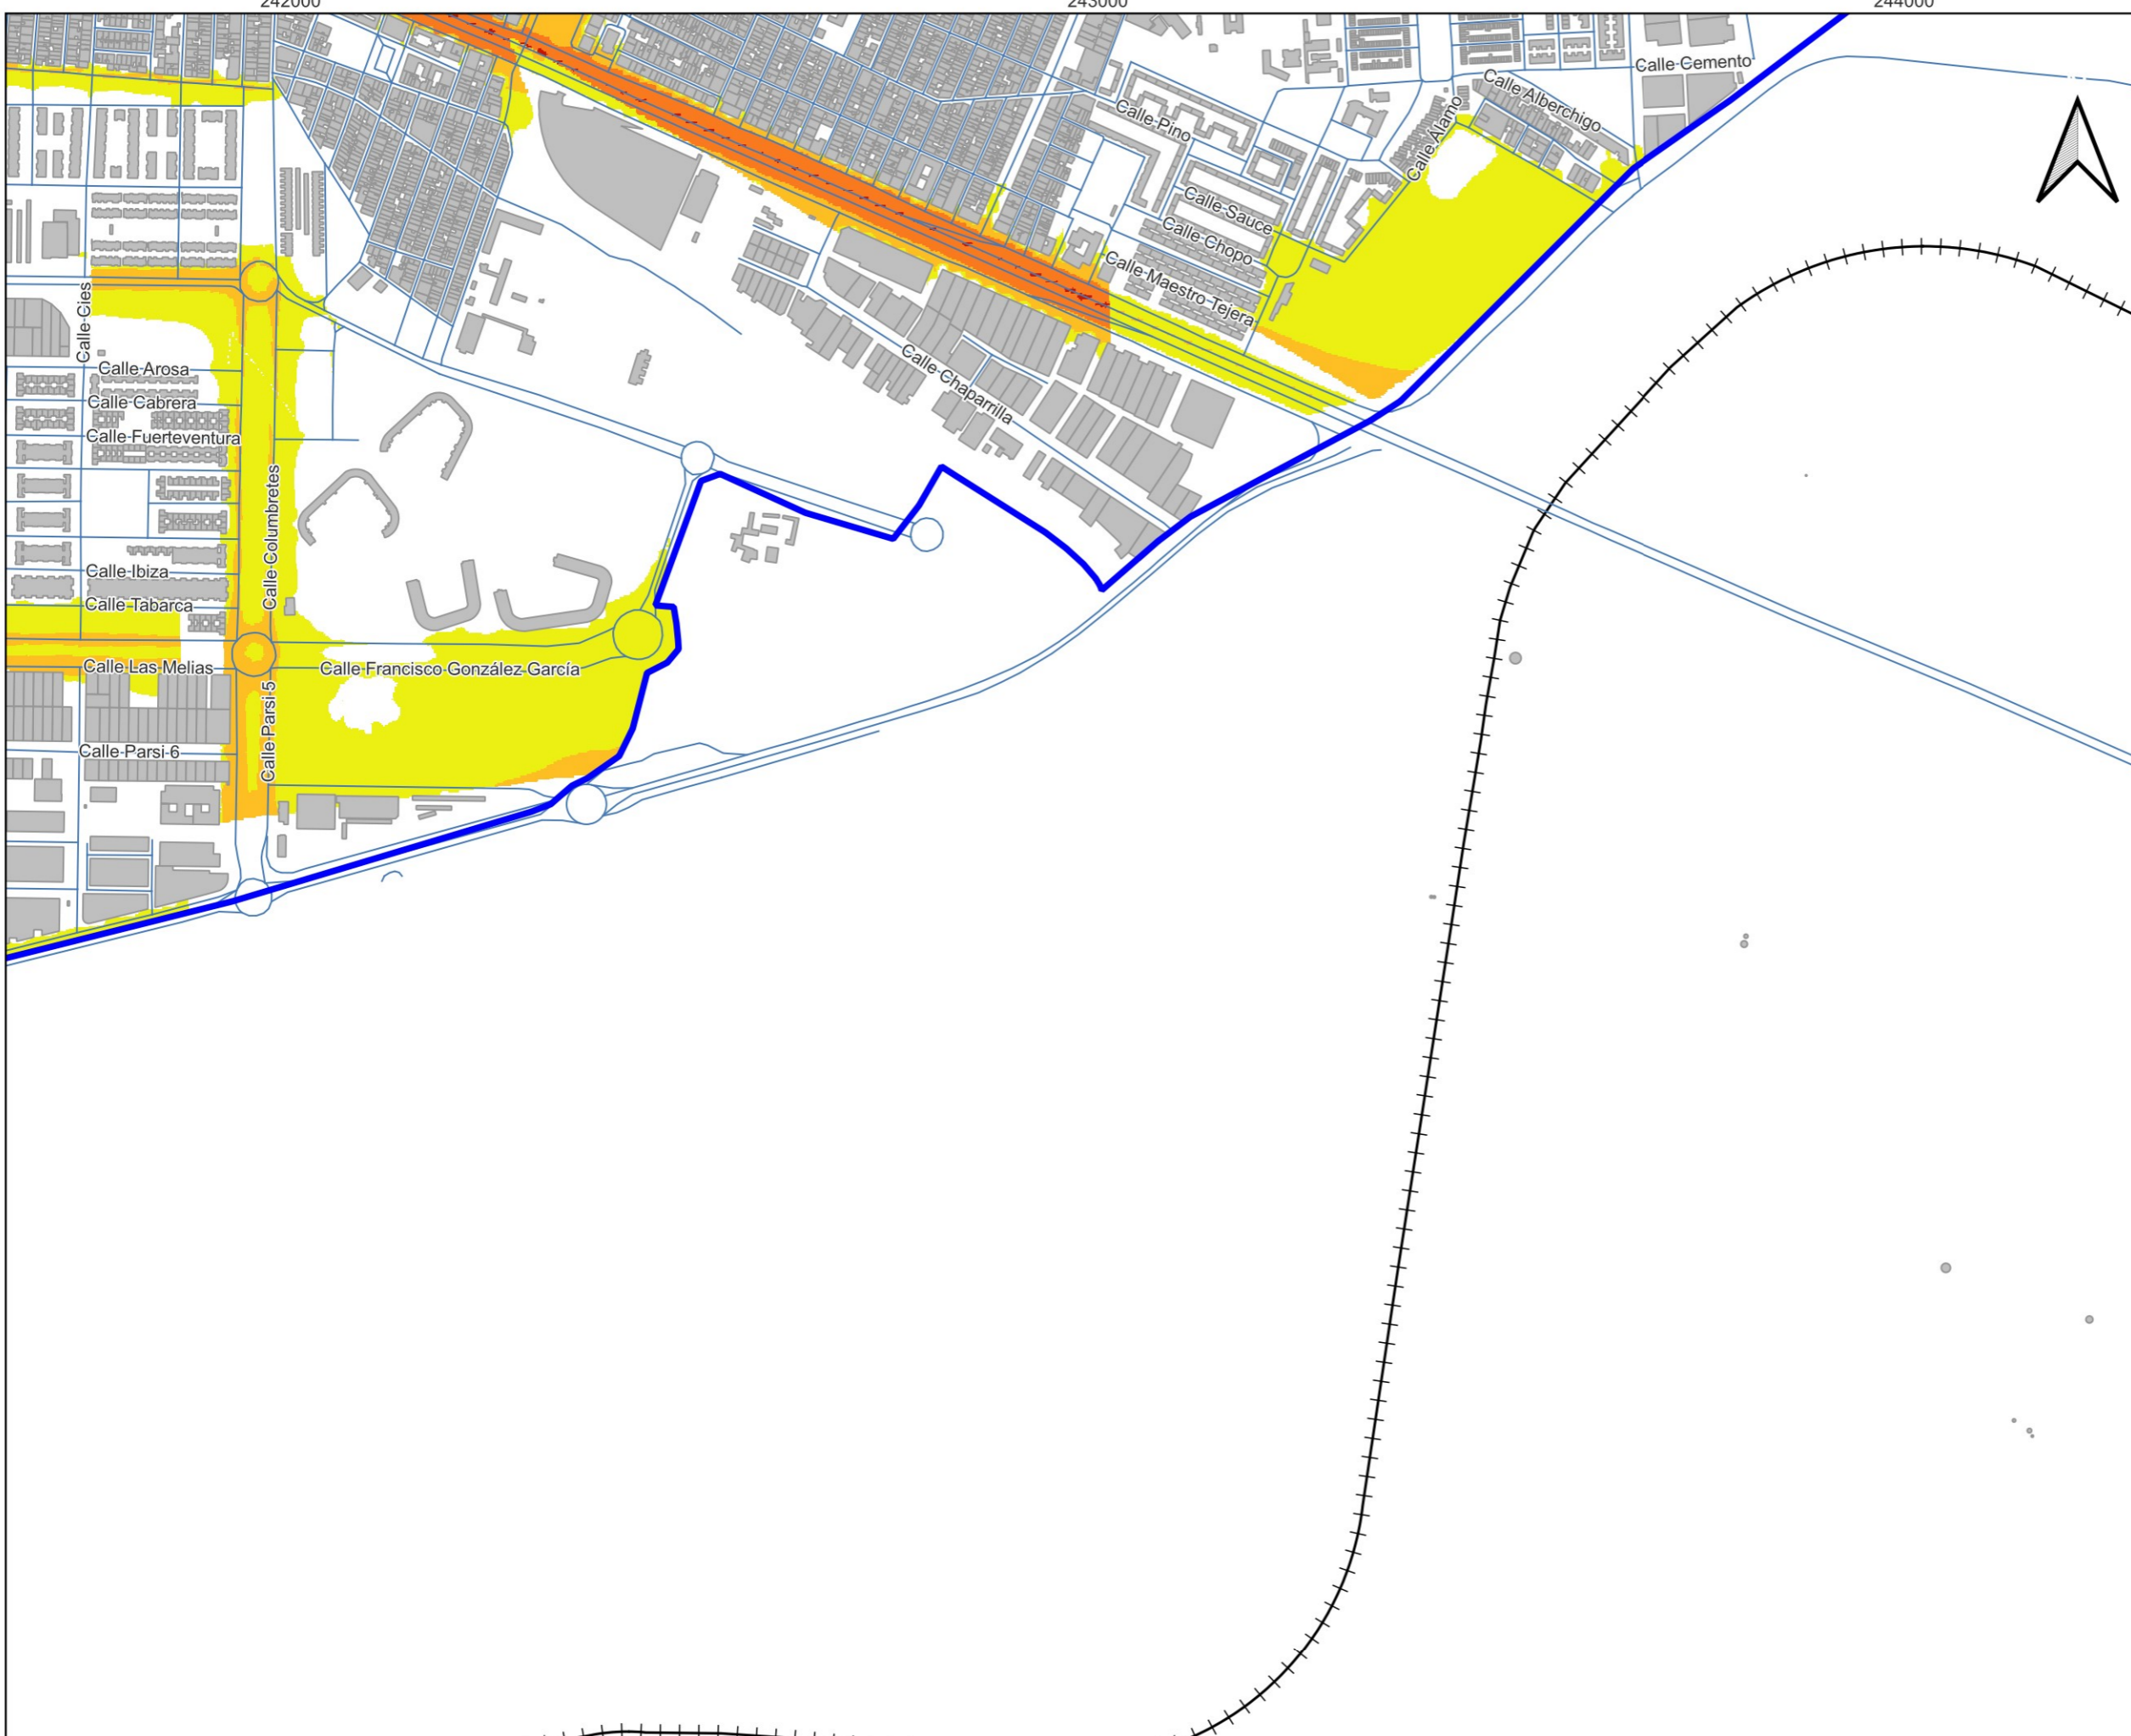 242000
243000
244000
Calle Cemento
Calle Alberchigo
Calle Álamo
Calle Pino
Calle Sauce
Calle Chopo
Calle Maestro Tejera
Calle Cies
Calle Arosa
Calle Chaparrilla
Calle Cabrera
Calle Fuerteventura
Calle Columbretes
Calle Ibiza
Calle Tabarca
Calle Las Melias
Calle Francisco González García
Calle Parsi 5
Calle Parsi 6